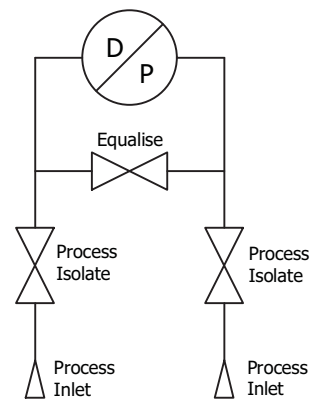 D
P
Equalise
Process
Isolate
Process
Isolate
Process
Inlet
Process
Inlet